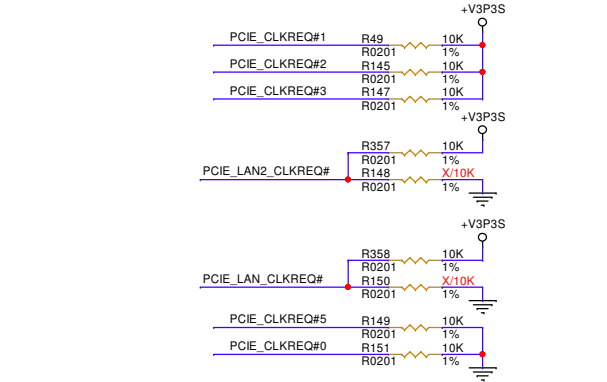 +V3P3S
PCIE_CLKREQ#1 R49 10K
R0201 1%
PCIE_CLKREQ#2 R145 10K
R0201 1%
PCIE_CLKREQ#3 R147 10K
R0201 1%
+V3P3S
R357 10K
R0201 1%
PCIE_LAN2_CLKREQ# R148 X/10K
R0201 1%
+V3P3S
R358 10K
R0201 1%
PCIE_LAN_CLKREQ# R150 X/10K
R0201 1%
PCIE_CLKREQ#5 R149 10K
R0201 1%
PCIE_CLKREQ#0 R151 10K
R0201 1%